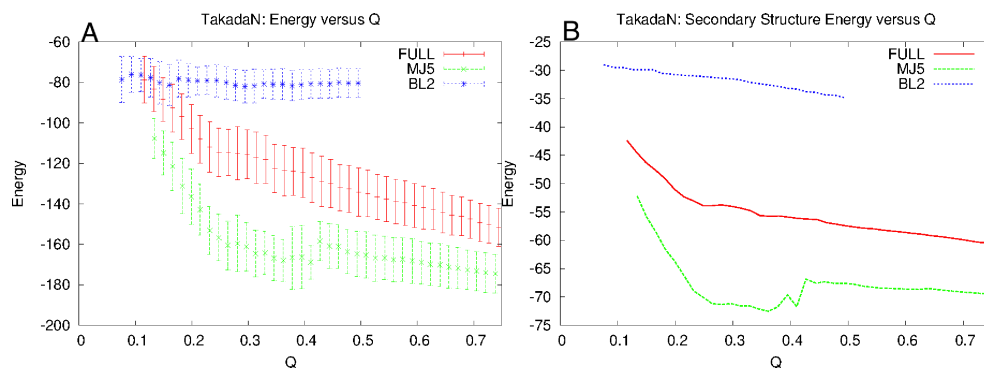 TakadaN: Energy versus Q
A
FULL
MJ5
BL2
-60
-80
-100
-120
-140
-160
-180
-200
Energy
0
0.1
0.2
0.3
0.4
0.5
0.6
0.7
Q
TakadaN: Secondary Structure Energy versus Q
B
FULL
MJ5
BL2
-25
-30
-35
-40
-45
-50
-55
-60
-65
-70
-75
Energy
0
0.1
0.2
0.3
0.4
0.5
0.6
0.7
Q